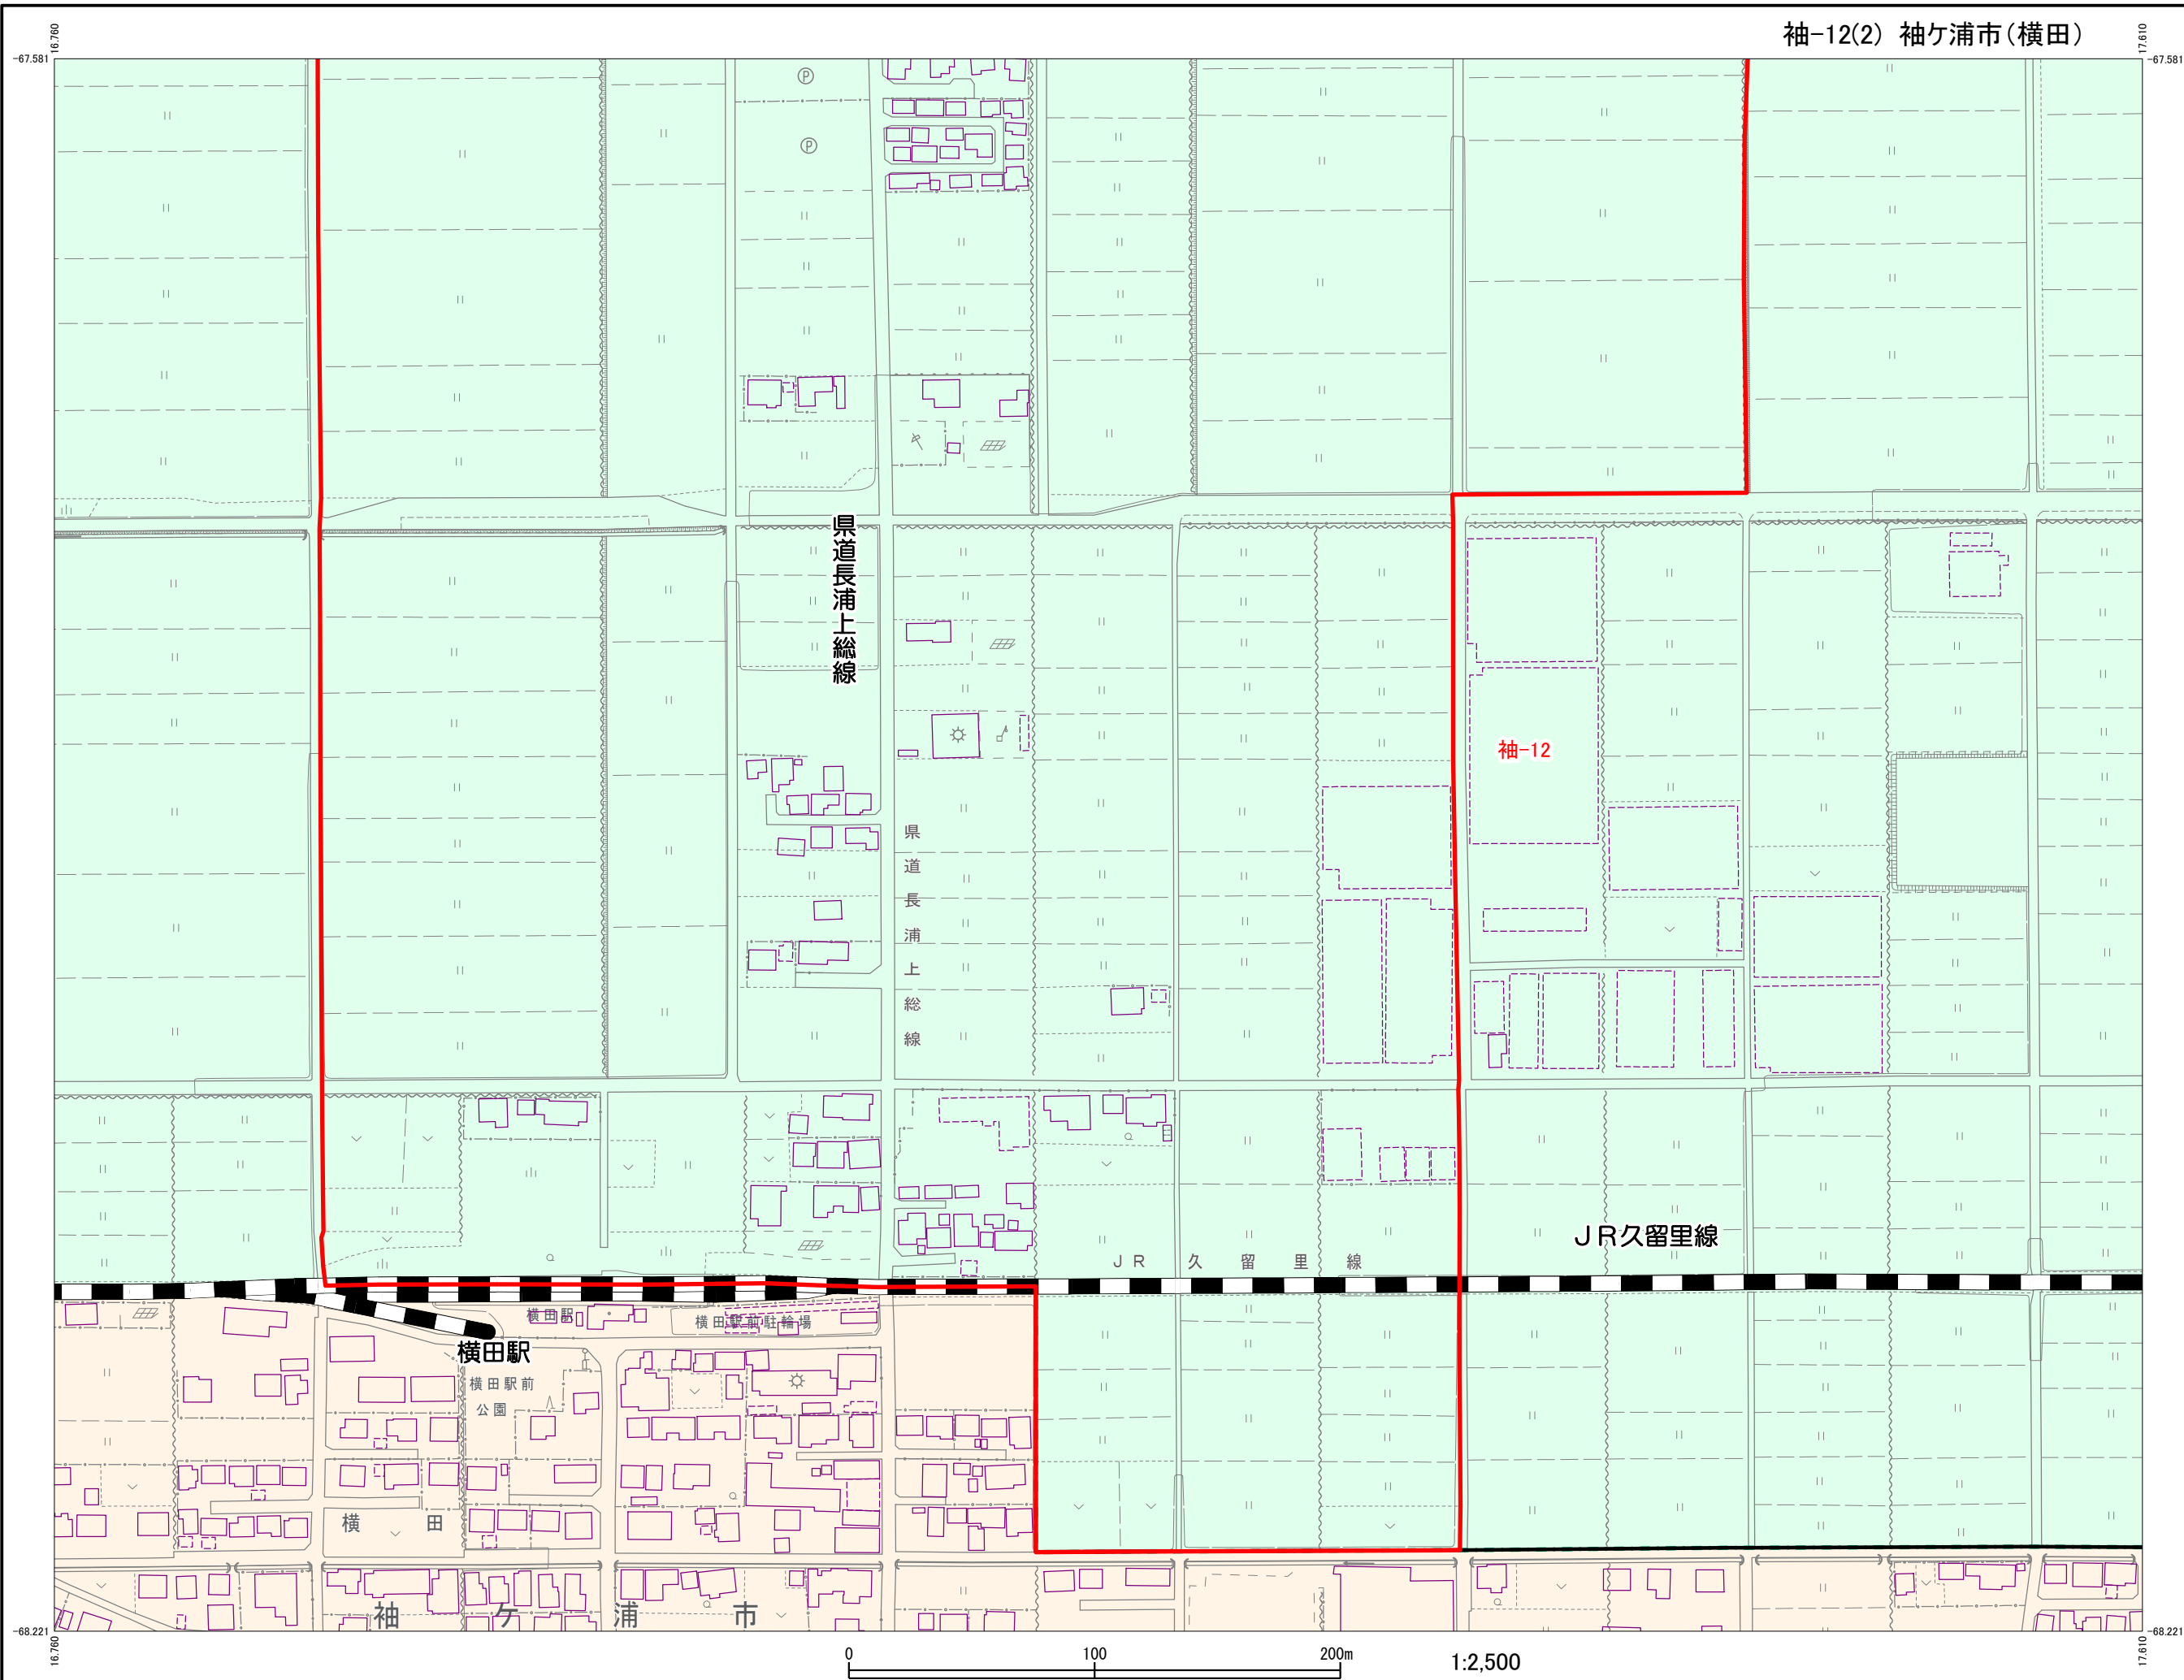 袖-12(2) 袖ケ浦市(横田)
16.760
17.610
-67.581
-67.581
Ⓟ
Ⓟ
県道長浦上総線
袖-12
県道長浦上総線
JR久留里線
JR久留里線
横田駅
横田駅前駐輪場
横田駅
横田駅前
公園
横田
袖ケ浦市
-68.221
-68.221
16.760
17.610
0 100 200m
1:2,500